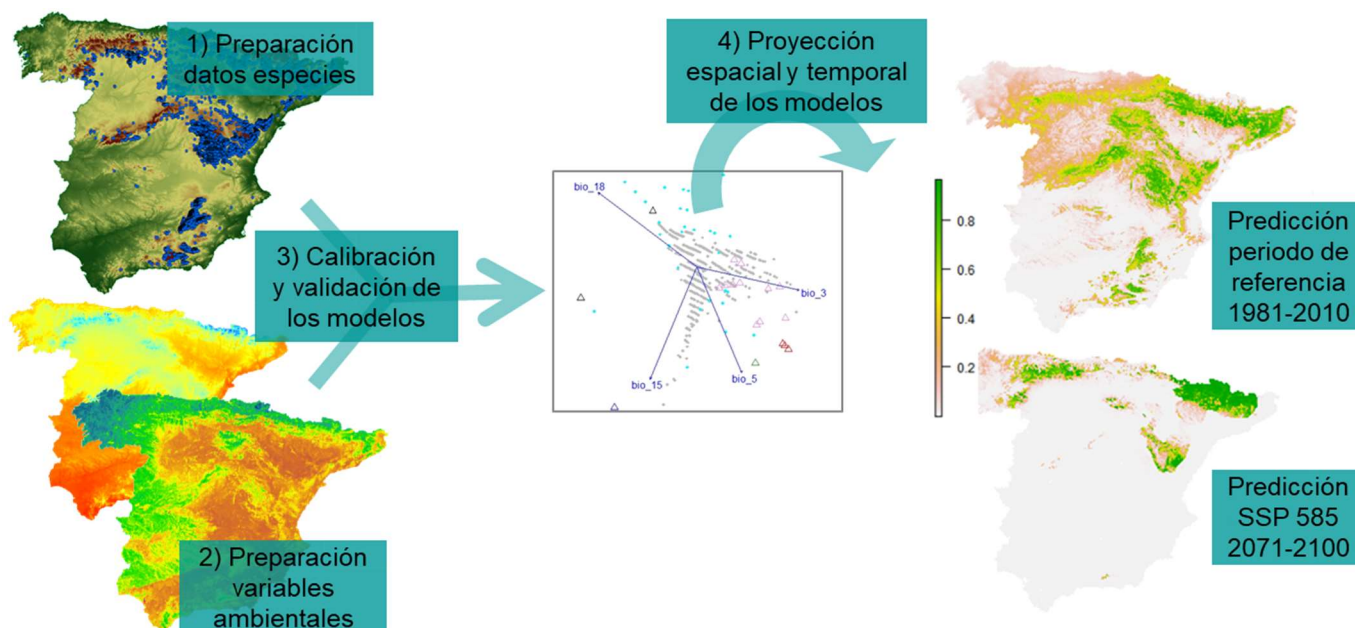 1) Preparación
datos especies
2) Preparación
variables
ambientales
3) Calibración
y validación de
los modelos
4) Proyección
espacial y temporal
de los modelos
bio_18
bio_3
bio_15
bio_5
0.8
0.6
0.4
0.2
Predicción
periodo de
referencia
1981-2010
Predicción
SSP 585
2071-2100